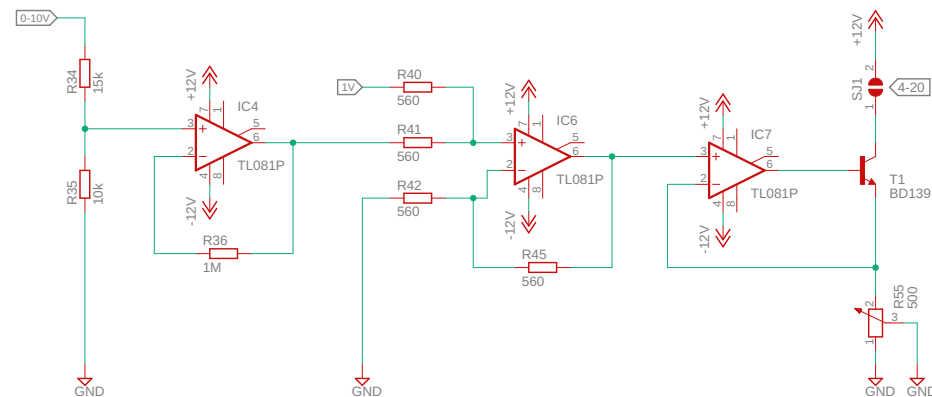 0-10V
R34
15k
R35
10k
GND
+12V
-12V
IC4
TL081P
3
2
7
1
5
6
4
8
+
-
R36
1M
1V
R40
560
R41
560
R42
560
GND
+12V
-12V
IC6
TL081P
3
2
7
1
5
6
4
8
+
-
R45
560
+12V
-12V
IC7
TL081P
3
2
7
1
5
6
4
8
+
-
+12V
SJ1
2
1
4-20
T1
BD139
R55
500
2
3
1
GND
GND